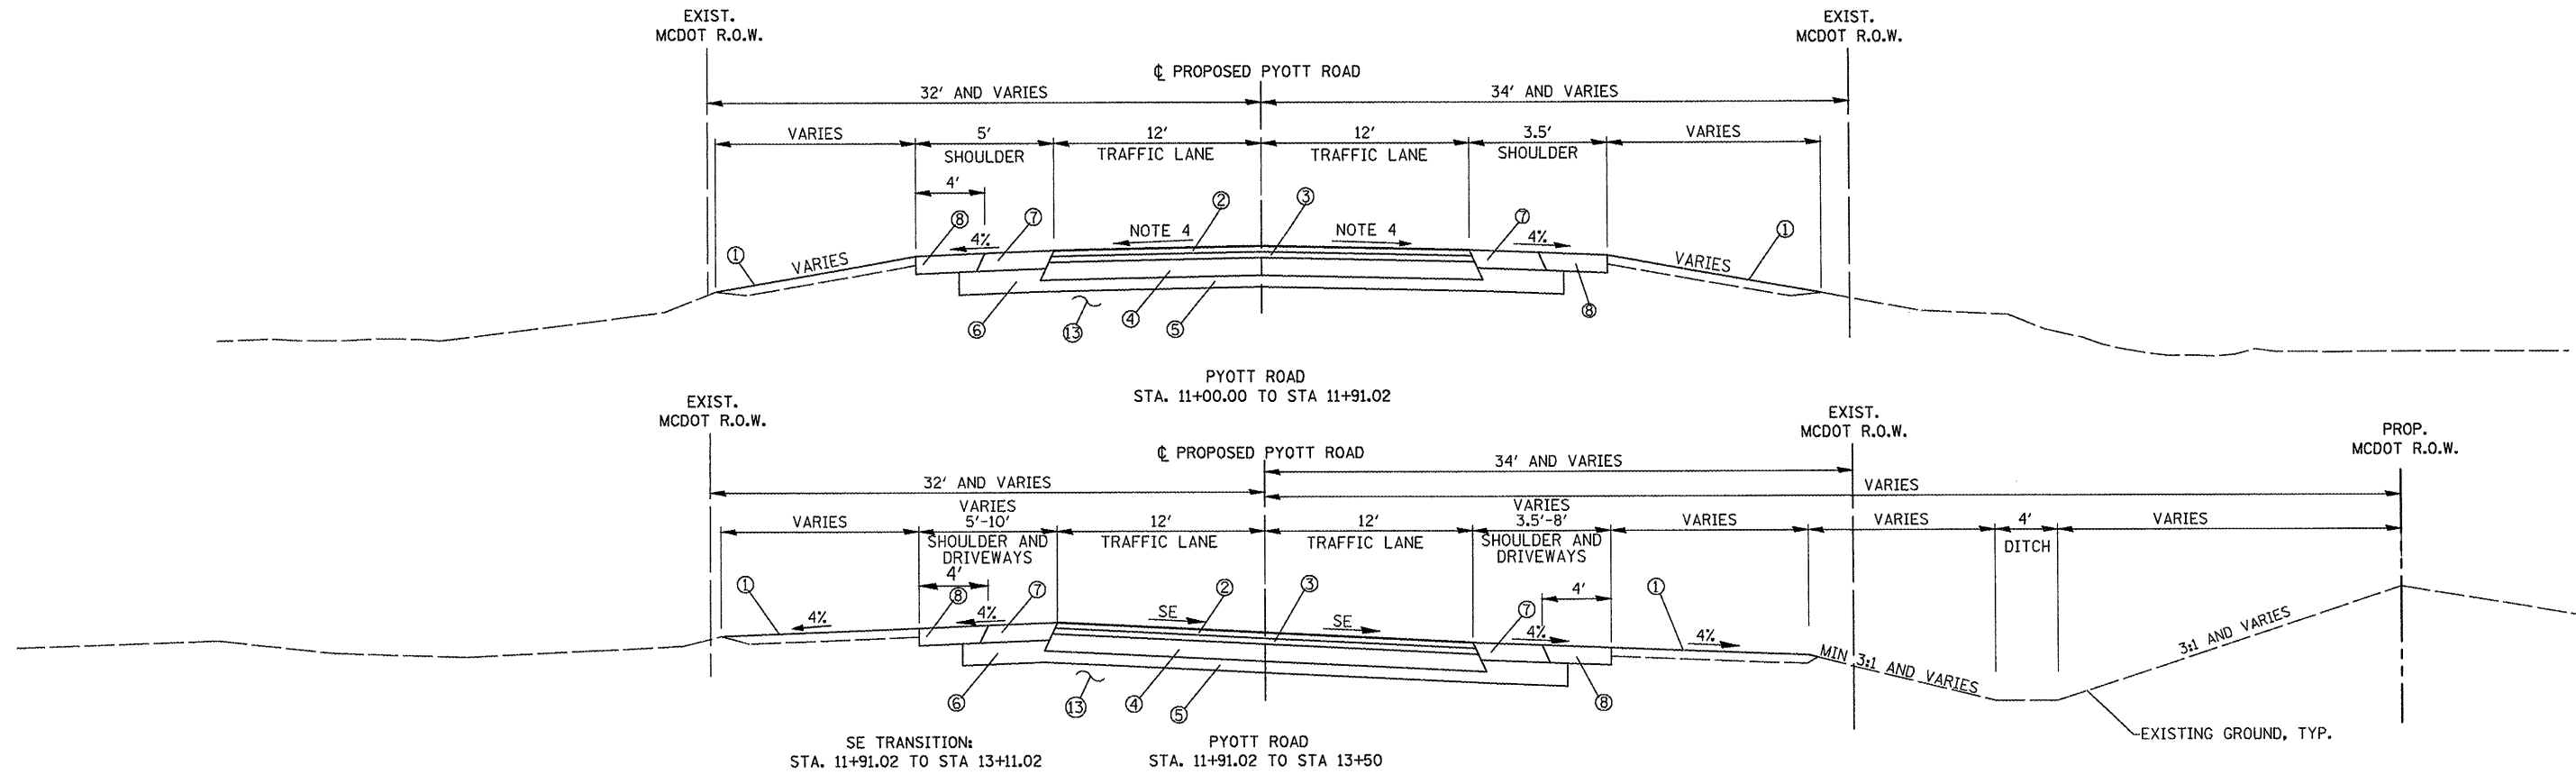 EXIST.
MCDOT R.O.W.
EXIST.
MCDOT R.O.W.
℄ PROPOSED PYOTT ROAD
32' AND VARIES
34' AND VARIES
VARIES
5'
SHOULDER
12'
TRAFFIC LANE
12'
TRAFFIC LANE
3.5'
SHOULDER
VARIES
4'
8
7
2
3
7
1
1
4%
NOTE 4
NOTE 4
4%
VARIES
VARIES
6
13
4
5
8
PYOTT ROAD
STA. 11+00.00 TO STA 11+91.02
EXIST.
MCDOT R.O.W.
EXIST.
MCDOT R.O.W.
PROP.
MCDOT R.O.W.
℄ PROPOSED PYOTT ROAD
34' AND VARIES
32' AND VARIES
VARIES
VARIES
VARIES
5'-10'
SHOULDER AND
DRIVEWAYS
12'
TRAFFIC LANE
12'
TRAFFIC LANE
VARIES
3.5'-8'
SHOULDER AND
DRIVEWAYS
VARIES
VARIES
4'
DITCH
VARIES
4'
4'
1
8
7
2
3
7
1
4%
4%
SE
SE
4%
4%
MIN 3:1 AND VARIES
3:1 AND VARIES
6
13
4
5
8
EXISTING GROUND, TYP.
SE TRANSITION:
STA. 11+91.02 TO STA 13+11.02
PYOTT ROAD
STA. 11+91.02 TO STA 13+50